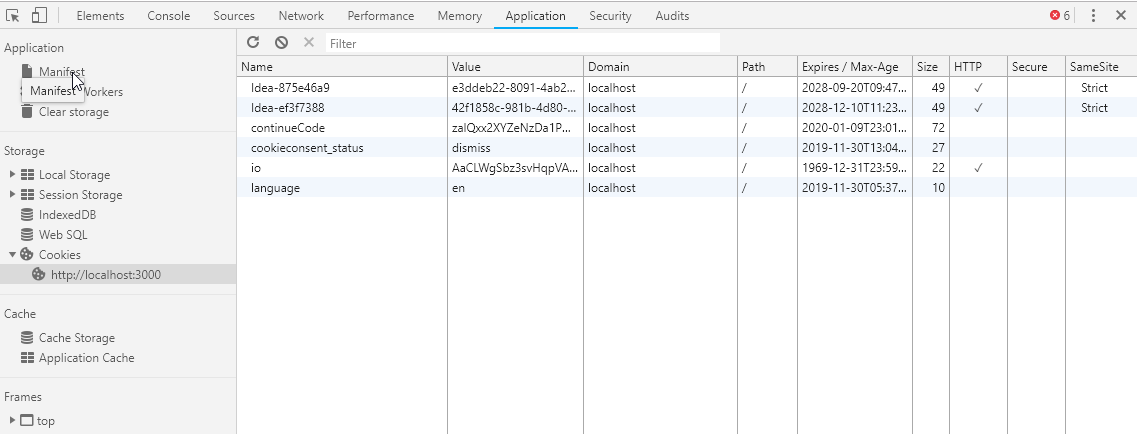 Elements Console Sources Network Performance Memory Application Security Audits 6
Application
Manifest
Manifest Workers
Clear storage
Storage
Local Storage
Session Storage
IndexedDB
Web SQL
Cookies
http://localhost:3000
Cache
Cache Storage
Application Cache
Frames
top
Filter
Name Value Domain Path Expires / Max-Age Size HTTP Secure SameSite
Idea-875e46a9 e3ddeb22-8091-4ab2... localhost / 2028-09-20T09:47... 49 ✓ Strict
Idea-ef3f7388 42f1858c-981b-4d80-... localhost / 2028-12-10T11:23... 49 ✓ Strict
continueCode zalQxx2XYZeNzDa1P... localhost / 2020-01-09T23:01... 72
cookieconsent_status dismiss localhost / 2019-11-30T13:04... 27
io AaCLWgSbz3svHqpVA... localhost / 1969-12-31T23:59... 22 ✓
language en localhost / 2019-11-30T05:37... 10